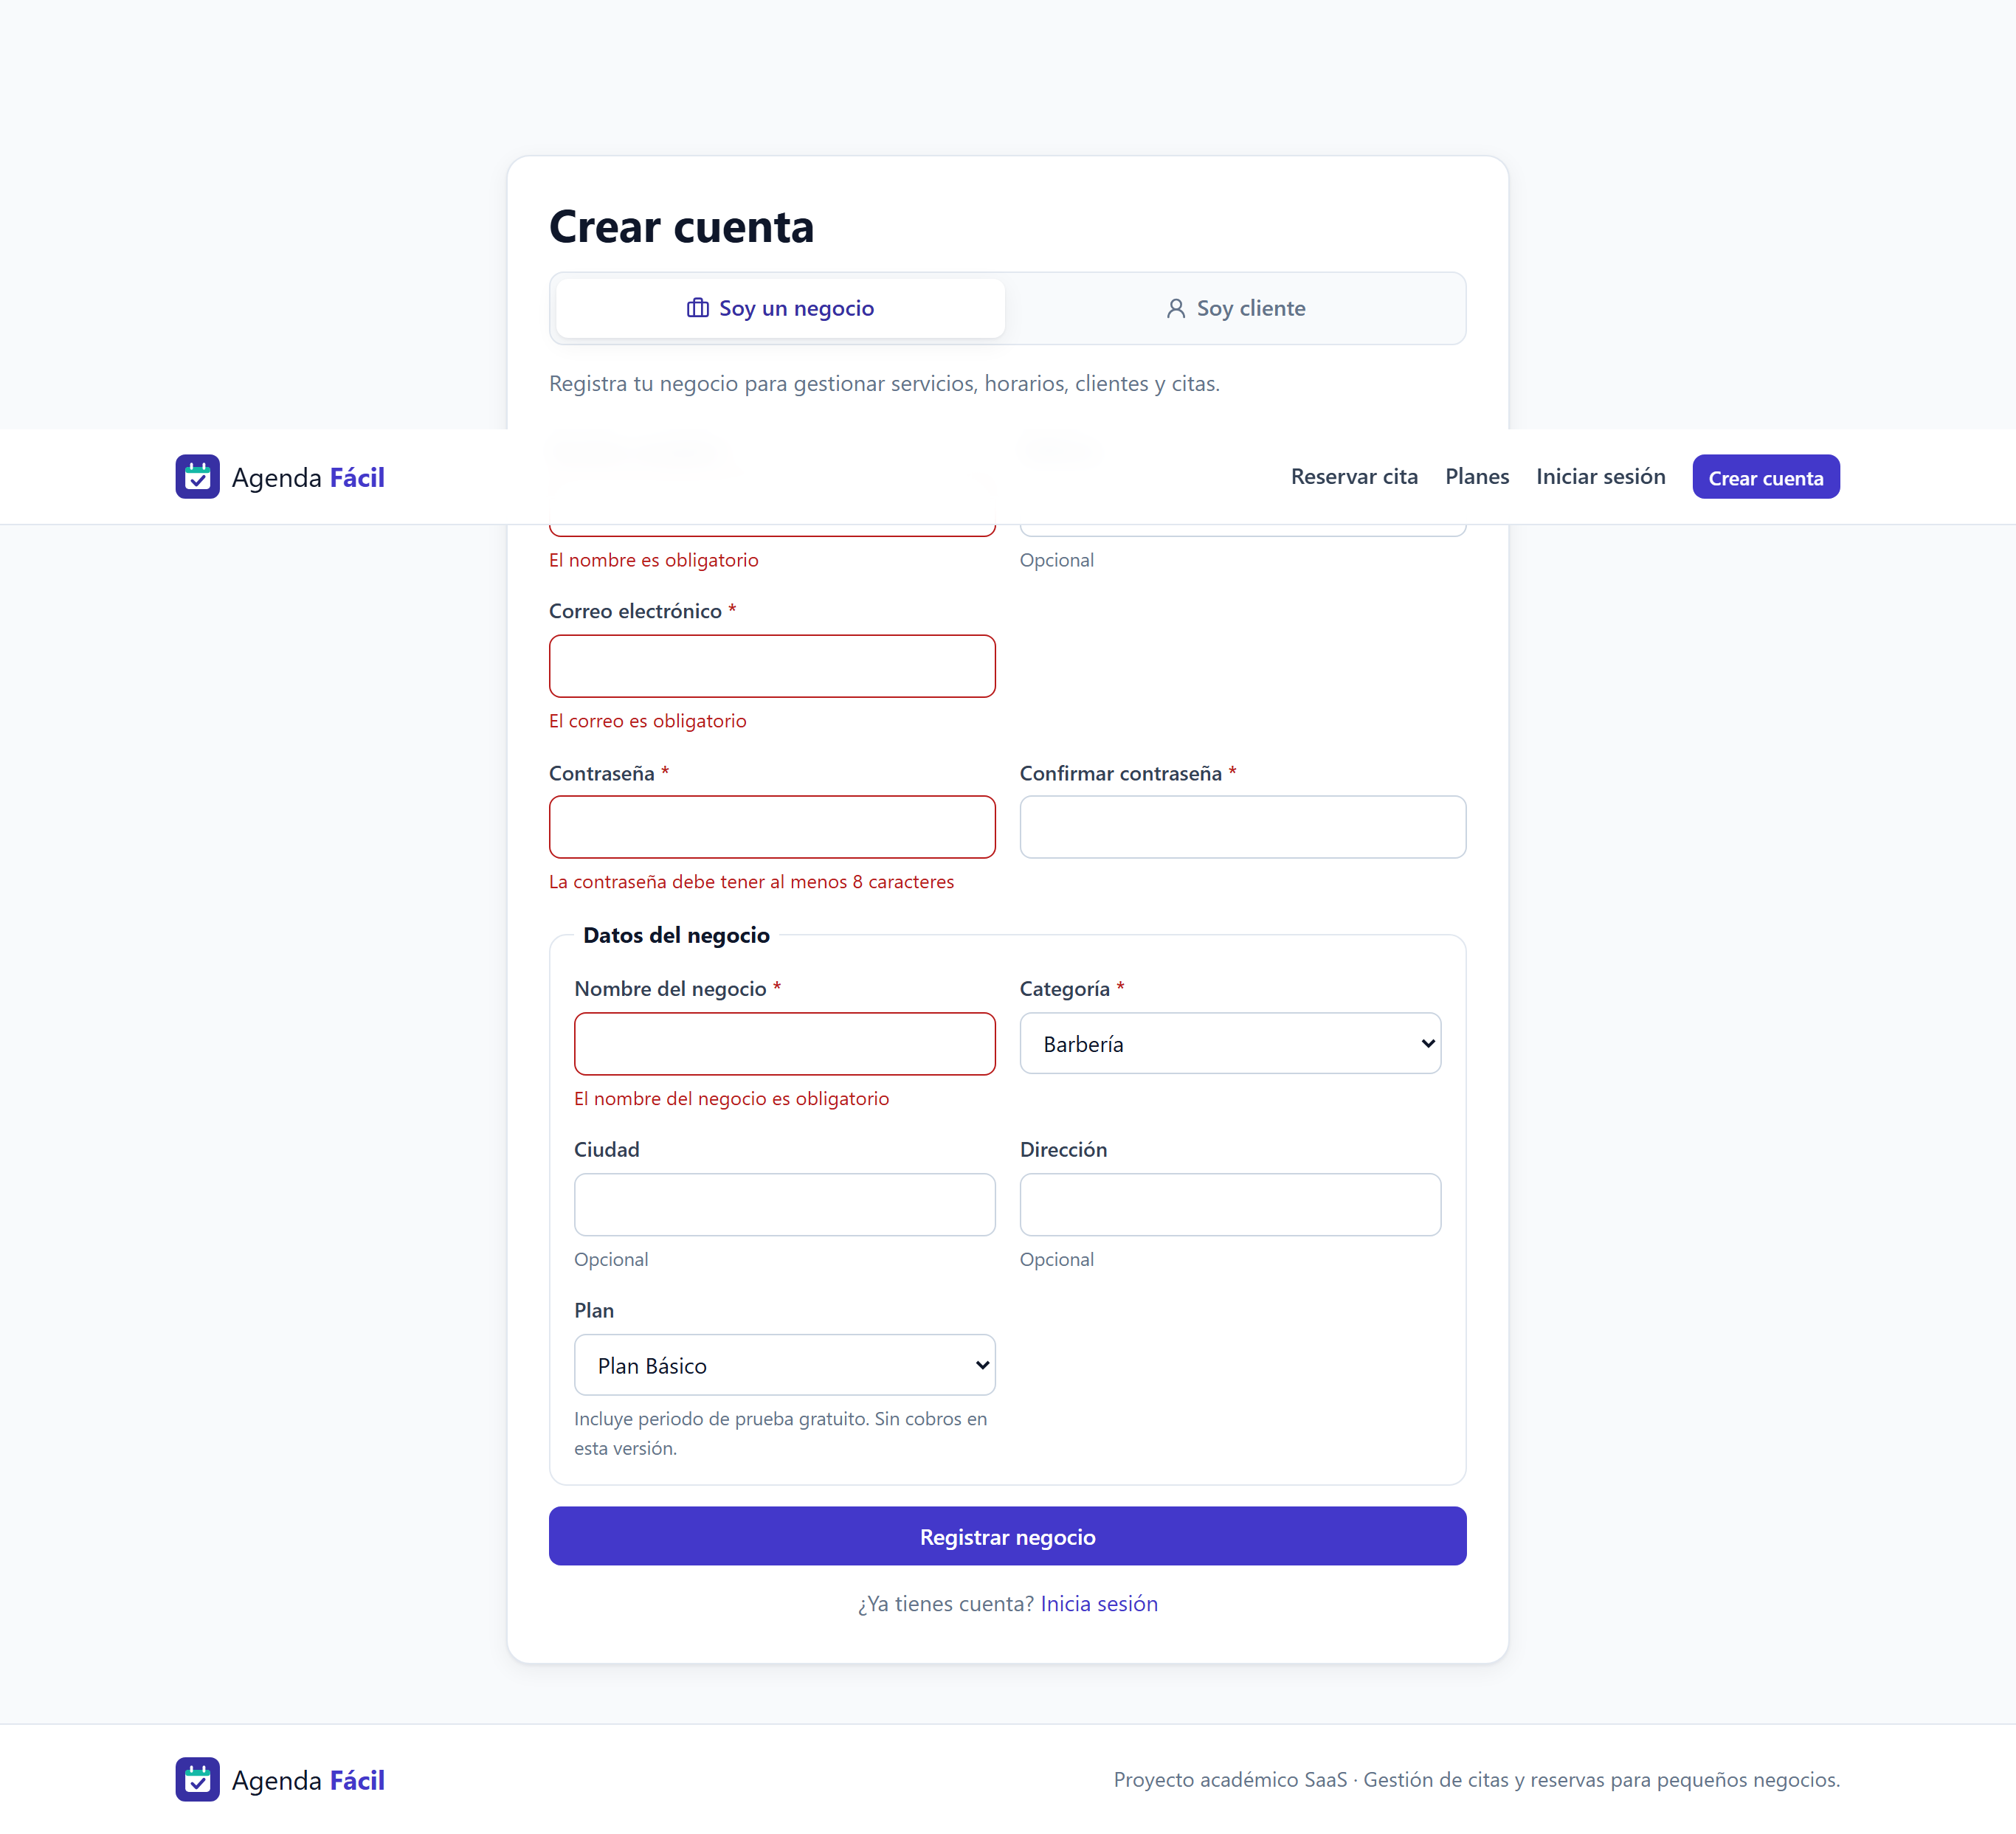 Crear cuenta
Soy un negocio
Soy cliente
Registra tu negocio para gestionar servicios, horarios, clientes y citas.
Agenda Fácil
Reservar cita
Planes
Iniciar sesión
Crear cuenta
El nombre es obligatorio
Opcional
Correo electrónico *
El correo es obligatorio
Contraseña *
Confirmar contraseña *
La contraseña debe tener al menos 8 caracteres
Datos del negocio
Nombre del negocio *
Categoría *
Barbería
El nombre del negocio es obligatorio
Ciudad
Dirección
Opcional
Opcional
Plan
Plan Básico
Incluye periodo de prueba gratuito. Sin cobros en
esta versión.
Registrar negocio
¿Ya tienes cuenta? Inicia sesión
Agenda Fácil
Proyecto académico SaaS · Gestión de citas y reservas para pequeños negocios.